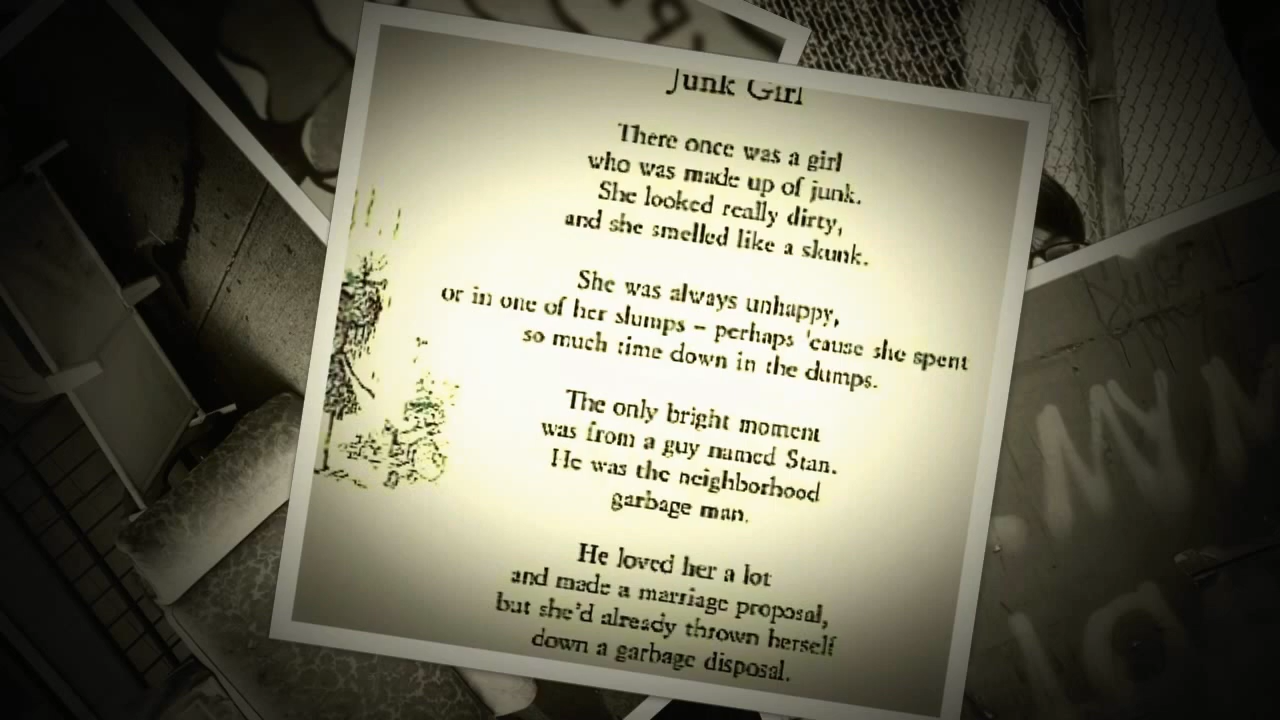 Junk Girl
There once was a girl
who was made up of junk.
She looked really dirty,
and she smelled like a skunk.
She was always unhappy,
or in one of her slumps – perhaps 'cause she spent
so much time down in the dumps.
The only bright moment
was from a guy named Stan.
He was the neighborhood
garbage man.
He loved her a lot
and made a marriage proposal,
but she'd already thrown herself
down a garbage disposal.